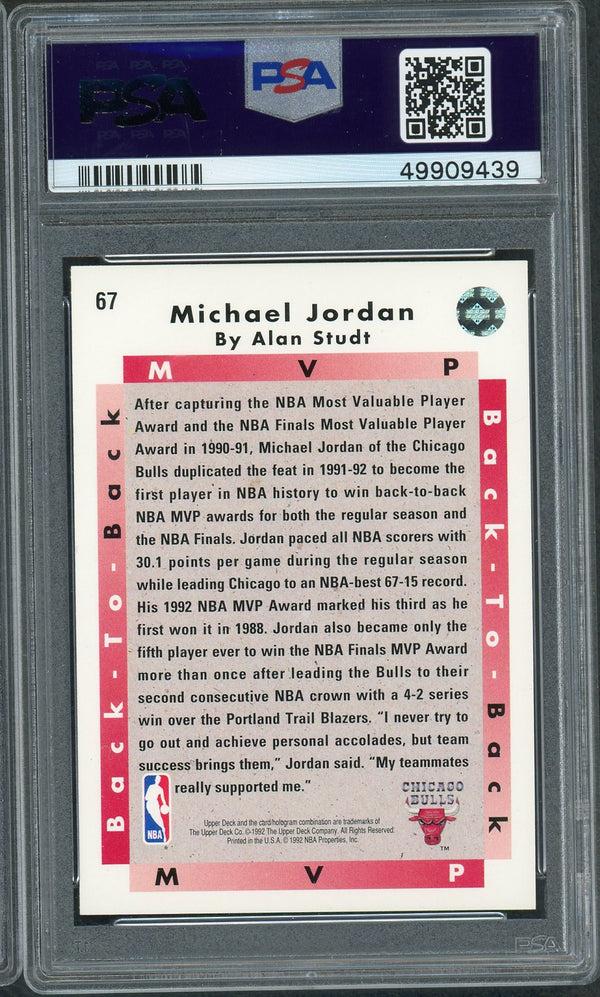 PSA PSA PSA
PSA
PSA PSA PSA
PSA
49909439
67
Michael Jordan
By Alan Studt
M V P
Back-To-Back
Back-To-Back
After capturing the NBA Most Valuable Player
Award and the NBA Finals Most Valuable Player
Award in 1990-91, Michael Jordan of the Chicago
Bulls duplicated the feat in 1991-92 to become the
first player in NBA history to win back-to-back
NBA MVP awards for both the regular season and
the NBA Finals. Jordan paced all NBA scorers with
30.1 points per game during the regular season
while leading Chicago to an NBA-best 67-15 record.
His 1992 NBA MVP Award marked his third as he
first won it in 1988. Jordan also became only the
fifth player ever to win the NBA Finals MVP Award
more than once after leading the Bulls to their
second consecutive NBA crown with a 4-2 series
win over the Portland Trail Blazers. “I never try to
go out and achieve personal accolades, but team
success brings them,” Jordan said. “My teammates
really supported me.”
NBA
CHICAGO
BULLS
TM
Upper Deck and the card/hologram combination are trademarks of
The Upper Deck Co. ©1992 The Upper Deck Company. All Rights Reserved.
Printed in the U.S.A. © 1992 NBA Properties, Inc.
M V P
PSA